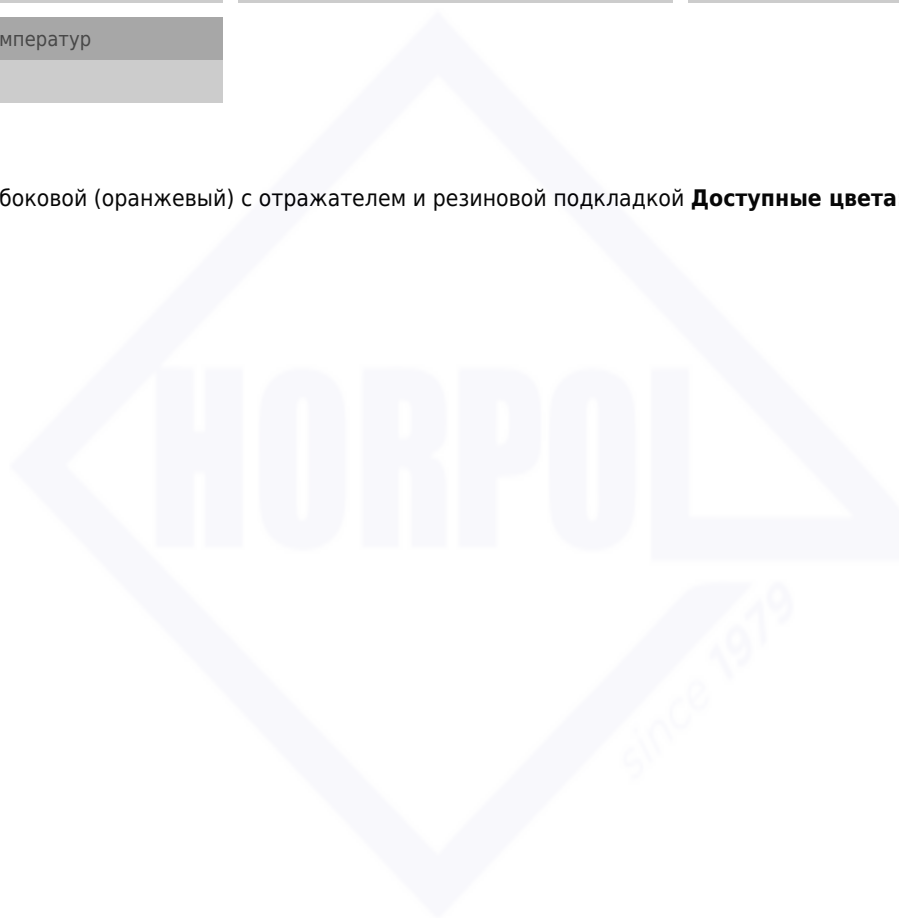 мператур
боковой (оранжевый) с отражателем и резиновой подкладкой Доступные цвета
HORPOL
since 1979